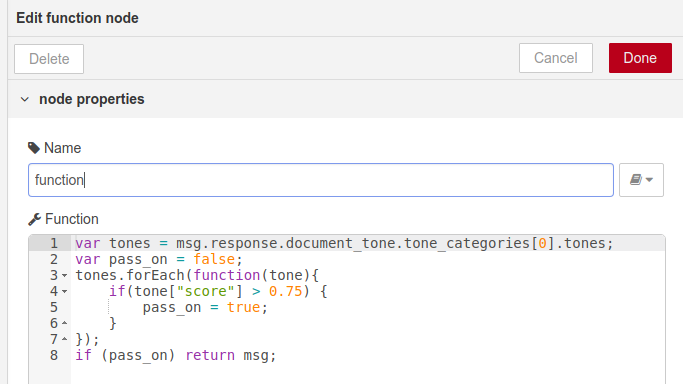 Edit function node
Delete Cancel Done
node properties
Name
function
Function
1 var tones = msg.response.document_tone.tone_categories[0].tones;
2 var pass_on = false;
3 tones.forEach(function(tone){
4     if(tone["score"] > 0.75) {
5         pass_on = true;
6     }
7 });
8 if (pass_on) return msg;